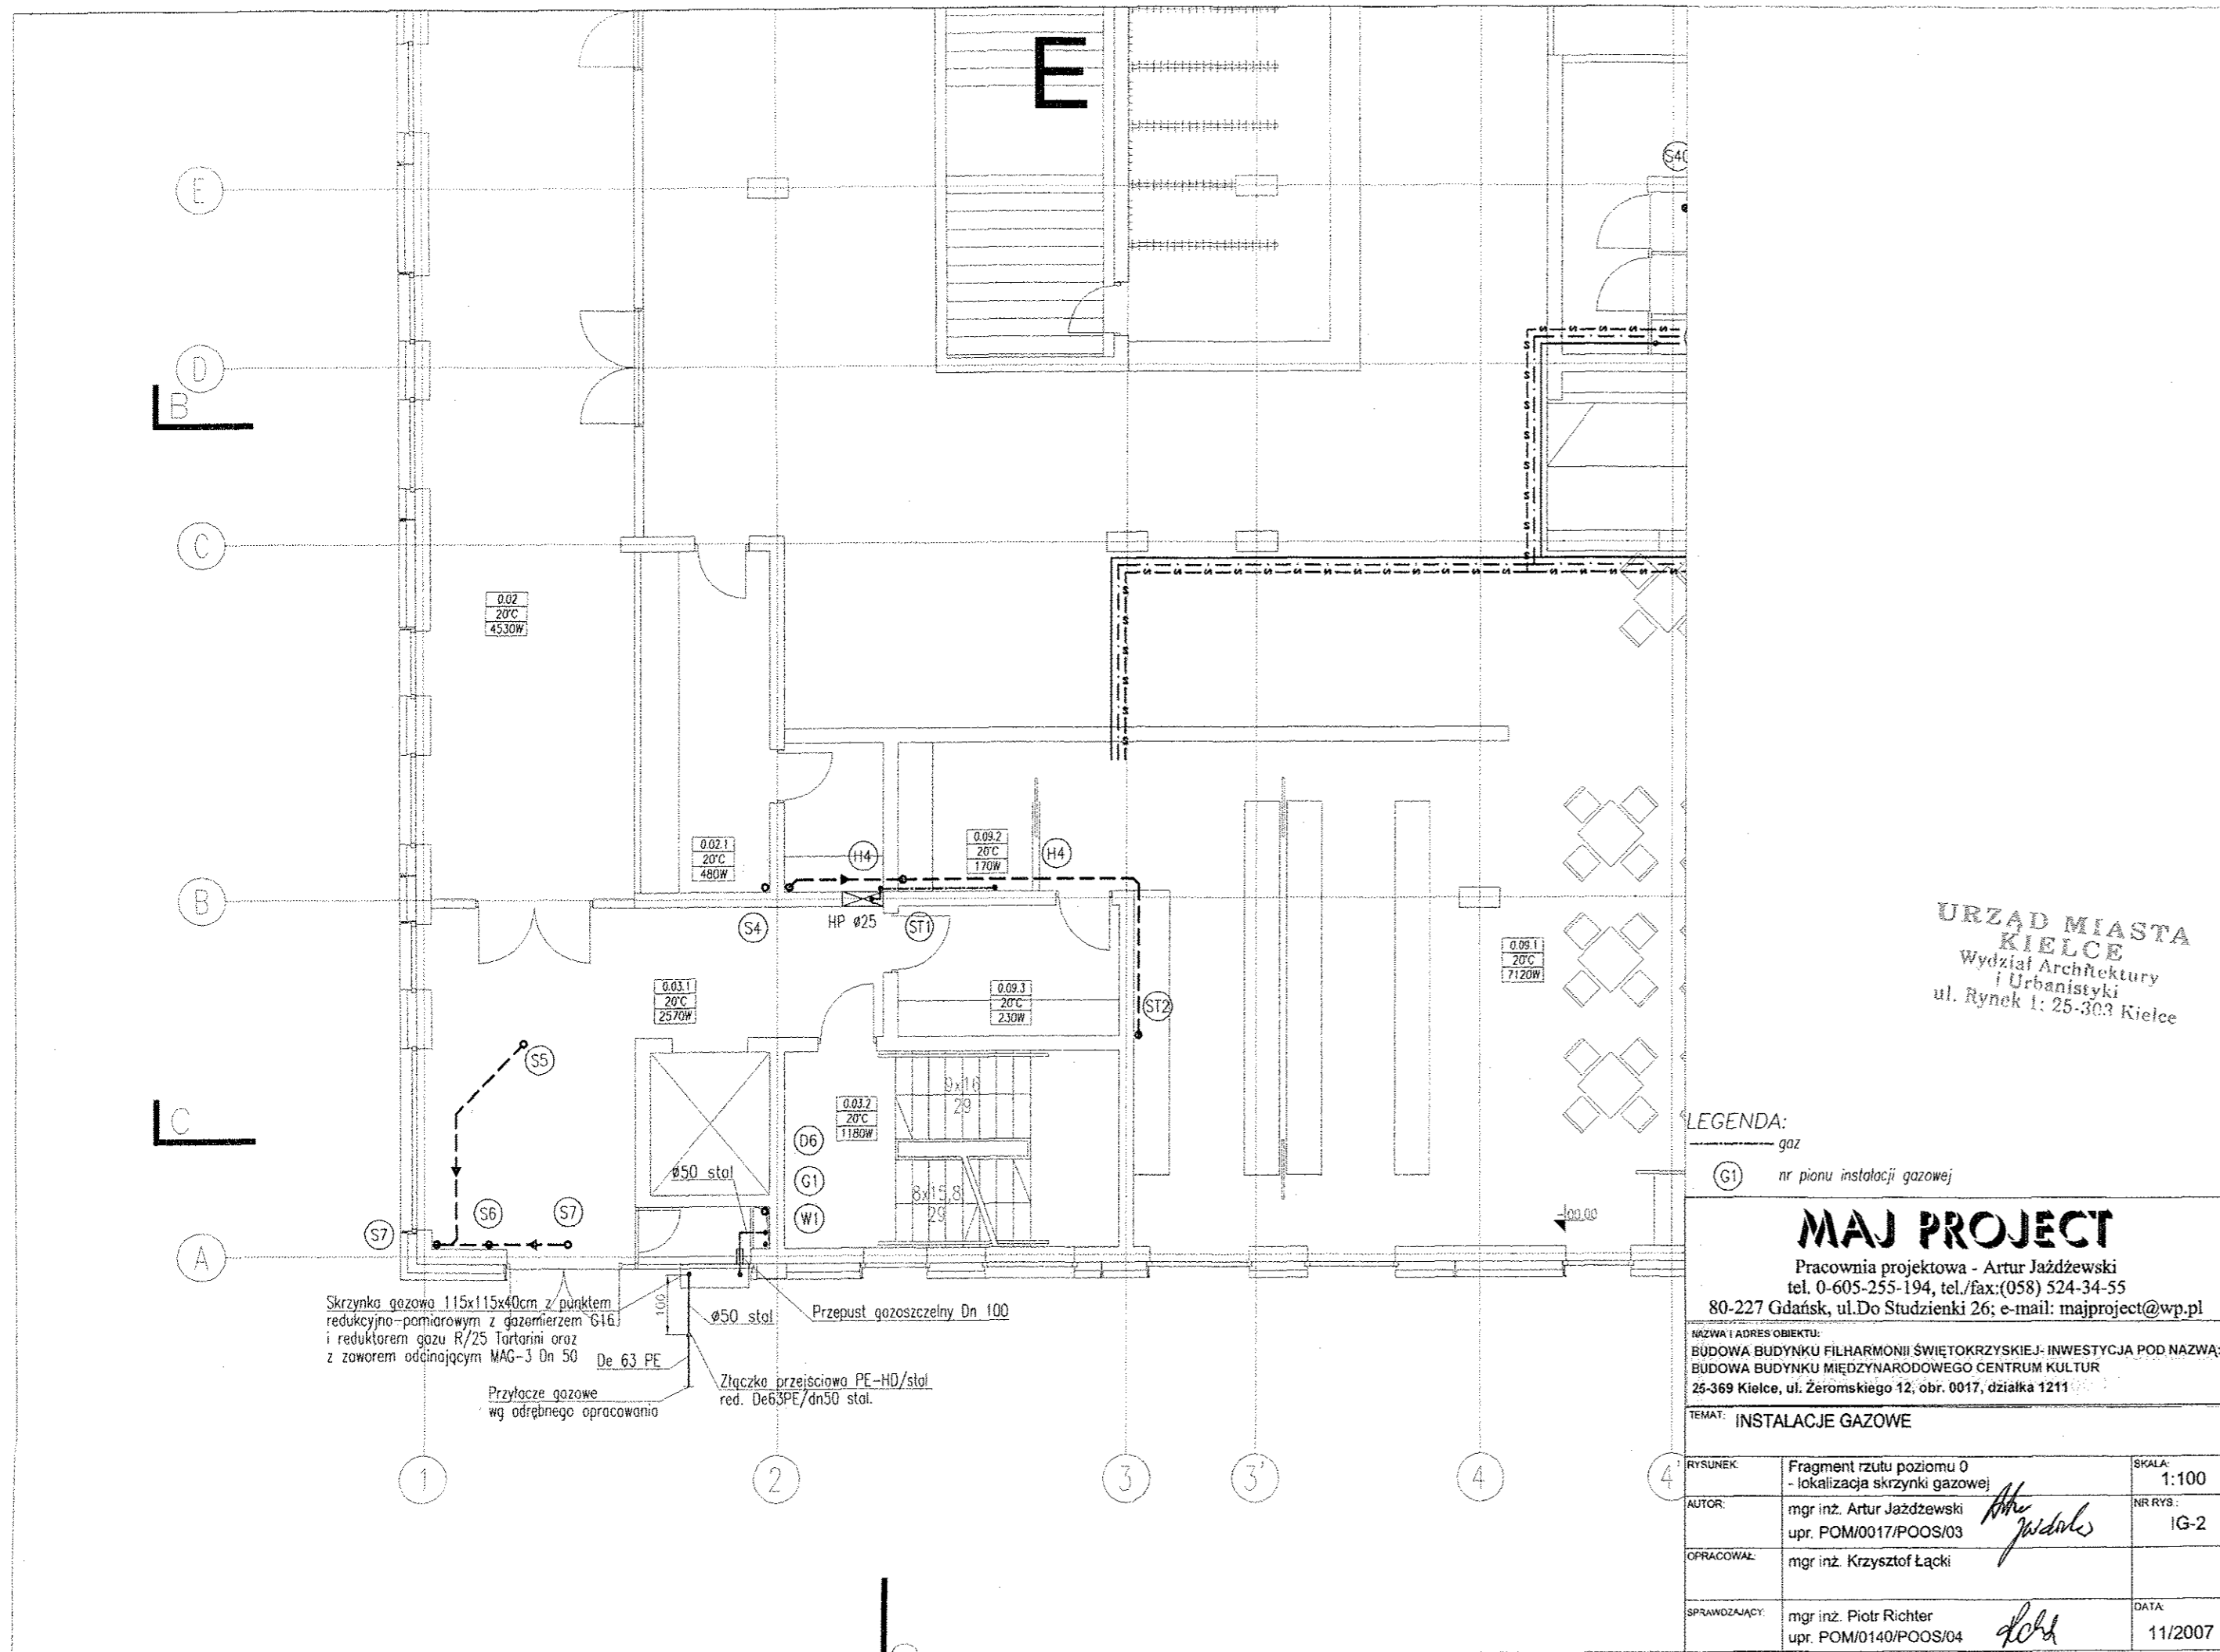 E
E
D
C
B
A
B
C
S40
0.02
20°C
4530W
0.02.1
20°C
480W
H4
0.09.2
20°C
170W
H4
S4
HP ø25
ST1
0.09.1
20°C
7120W
0.03.1
20°C
2570W
0.09.3
20°C
230W
ST2
S5
9x16
29
0.03.2
20°C
1180W
D6
ø50 stal
G1
8x15,8
29
W1
S7
S6
S7
Skrzynka gazowa 115x115x40cm z punktem
redukcyjno-pomiarowym z gazomierzem G16
i reduktorem gazu R/25 Tartarini oraz
z zaworem odcinającym MAG-3 Dn 50
100
ø50 stal
Przepust gazoszczelny Dn 100
De 63 PE
Złączka przejściowa PE-HD/stal
red. De63PE/dn50 stal.
Przyłącze gazowe
wg odrębnego opracowania
1
2
3
3'
4
4'
URZĄD MIASTA
KIELCE
Wydział Architektury
i Urbanistyki
ul. Rynek 1; 25-303 Kielce
LEGENDA:
gaz
G1 nr pionu instalacji gazowej
MAJ PROJECT
Pracownia projektowa - Artur Jażdżewski
tel. 0-605-255-194, tel./fax:(058) 524-34-55
80-227 Gdańsk, ul.Do Studzienki 26; e-mail: majproject@wp.pl
NAZWA I ADRES OBIEKTU:
BUDOWA BUDYNKU FILHARMONII ŚWIĘTOKRZYSKIEJ- INWESTYCJA POD NAZWĄ:
BUDOWA BUDYNKU MIĘDZYNARODOWEGO CENTRUM KULTUR
25-369 Kielce, ul. Żeromskiego 12, obr. 0017, działka 1211
TEMAT: INSTALACJE GAZOWE
RYSUNEK: Fragment rzutu poziomu 0
- lokalizacja skrzynki gazowej
SKALA: 1:100
AUTOR: mgr inż. Artur Jażdżewski
upr. POM/0017/POOS/03
NR RYS.: IG-2
OPRACOWAŁ: mgr inż. Krzysztof Łącki
SPRAWDZAJĄCY: mgr inż. Piotr Richter
upr. POM/0140/POOS/04
DATA: 11/2007